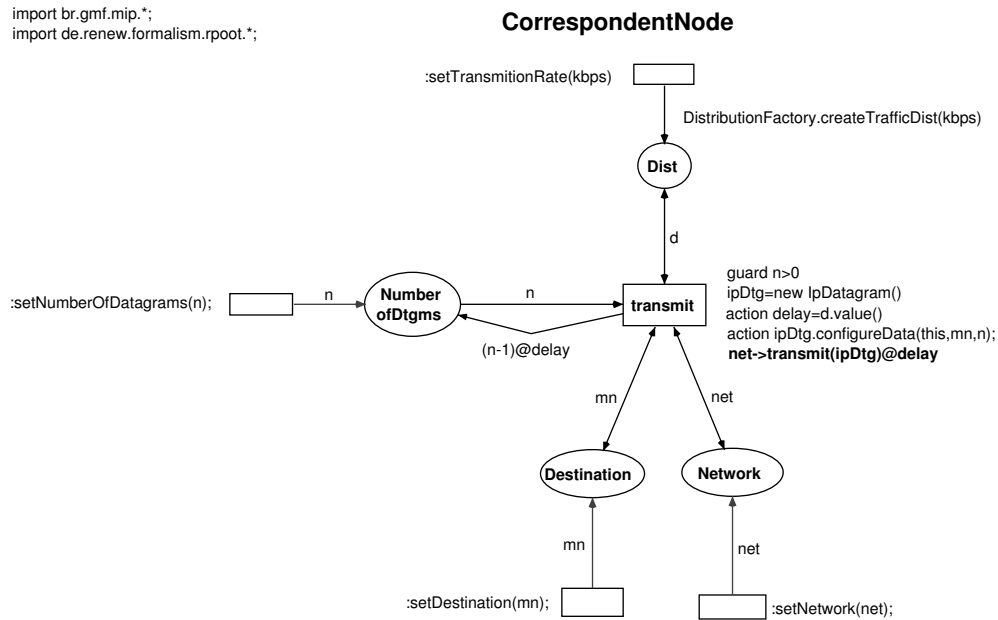 import br.gmf.mip.*;
import de.renew.formalism.rpoot.*;
CorrespondentNode
:setTransmitionRate(kbps)
DistributionFactory.createTrafficDist(kbps)
Dist
d
:setNumberOfDatagrams(n);
n
Number
ofDtgms
n
(n-1)@delay
transmit
guard n>0
ipDtg=new IpDatagram()
action delay=d.value()
action ipDtg.configureData(this,mn,n);
net->transmit(ipDtg)@delay
mn
net
Destination
Network
mn
net
:setDestination(mn);
:setNetwork(net);